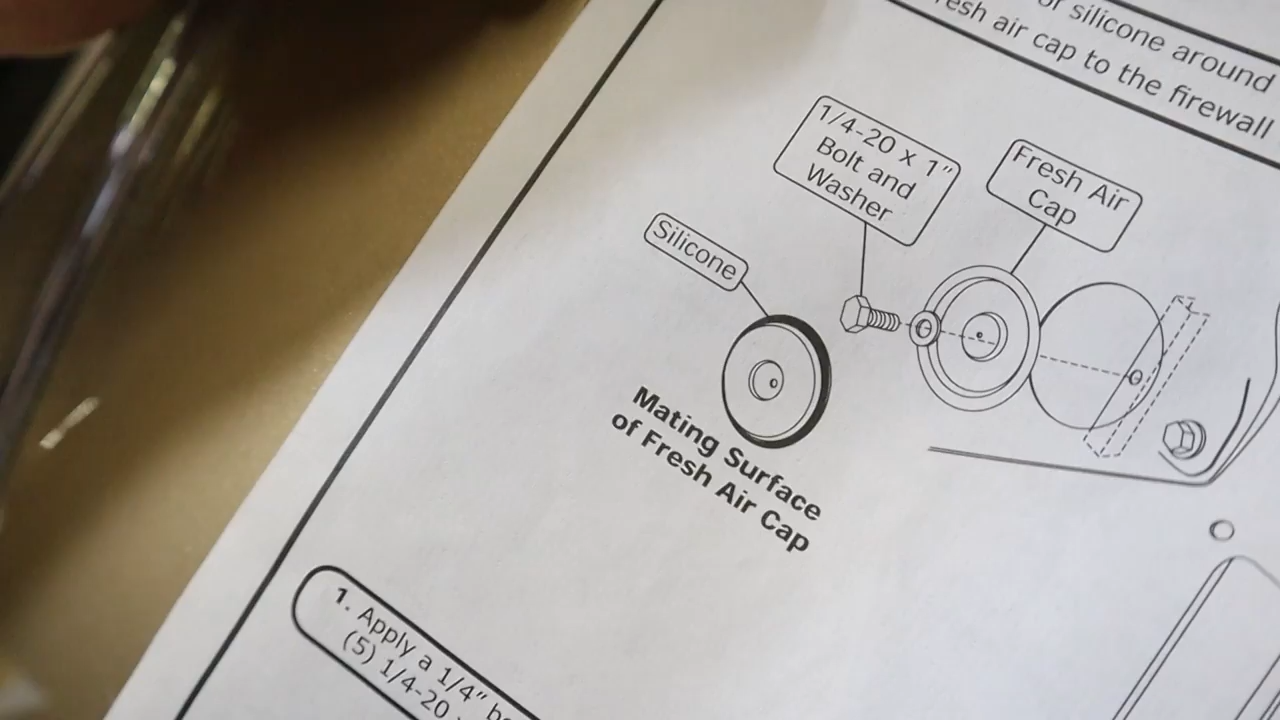 of silicone around
fresh air cap to the firewall
1/4-20 x 1"
Bolt and
Washer
Fresh Air
Cap
Silicone
Mating Surface
of Fresh Air Cap
1. Apply a 1/4"
(5) 1/4-20